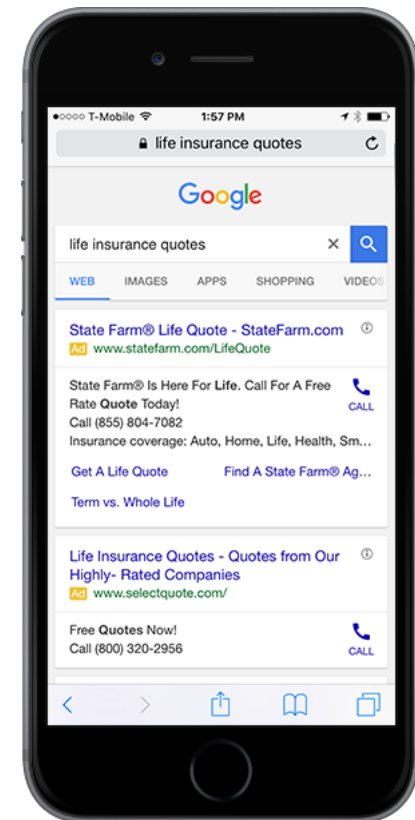 T-Mobile 1:57 PM
life insurance quotes
Google
life insurance quotes
WEB IMAGES APPS SHOPPING VIDEOS
State Farm® Life Quote - StateFarm.com
Ad www.statefarm.com/LifeQuote
State Farm® Is Here For Life. Call For A Free
Rate Quote Today!
CALL
Call (855) 804-7082
Insurance coverage: Auto, Home, Life, Health, Sm...
Get A Life Quote Find A State Farm® Ag...
Term vs. Whole Life
Life Insurance Quotes - Quotes from Our
Highly- Rated Companies
Ad www.selectquote.com/
Free Quotes Now!
Call (800) 320-2956
CALL